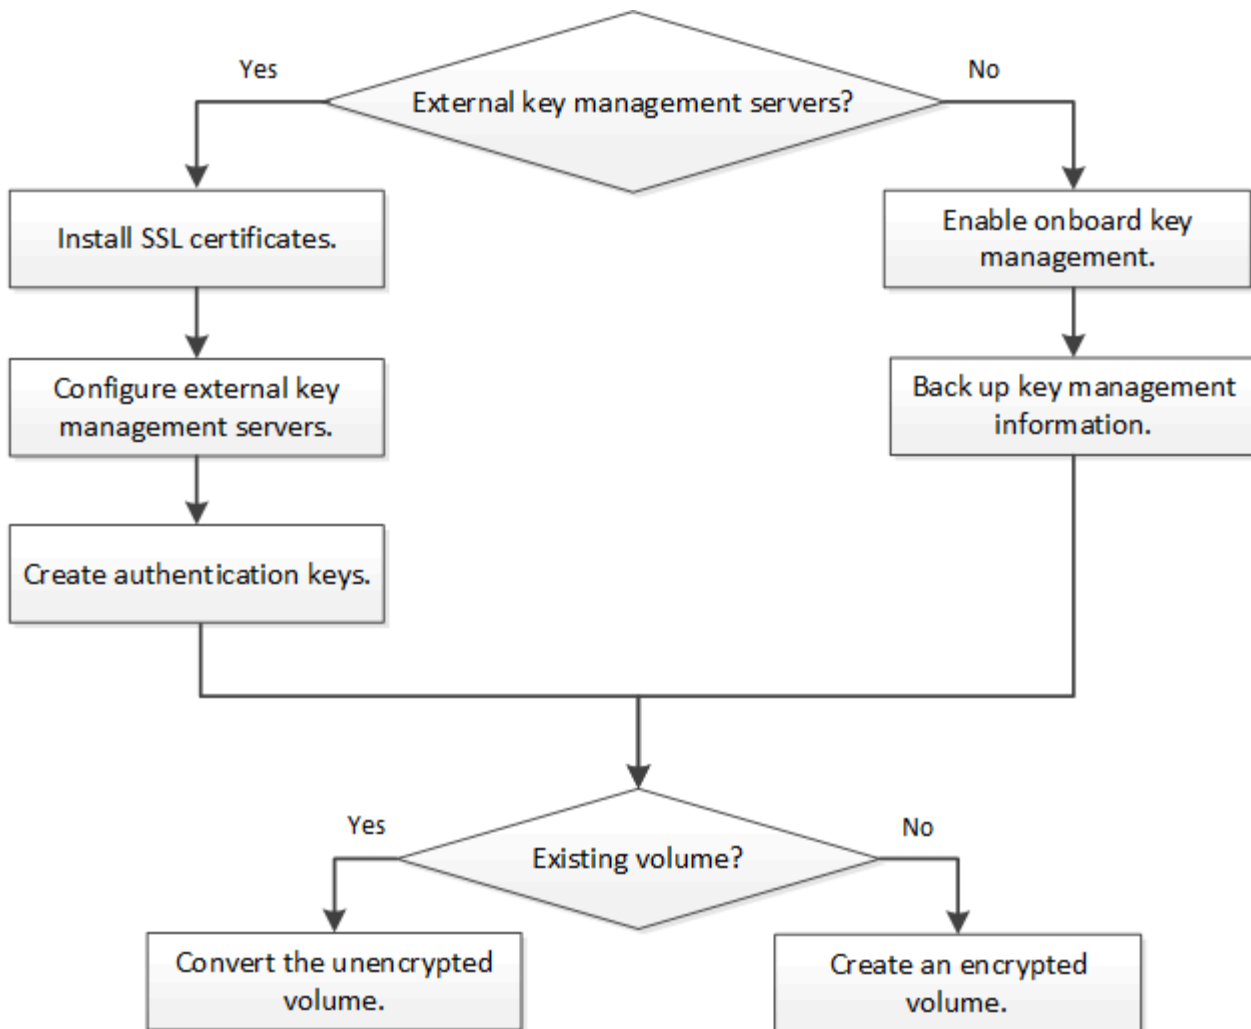 Yes
No
External key management servers?
Install SSL certificates.
Enable onboard key
management.
Configure external key
management servers.
Back up key management
information.
Create authentication keys.
Yes
No
Existing volume?
Convert the unencrypted
volume.
Create an encrypted
volume.